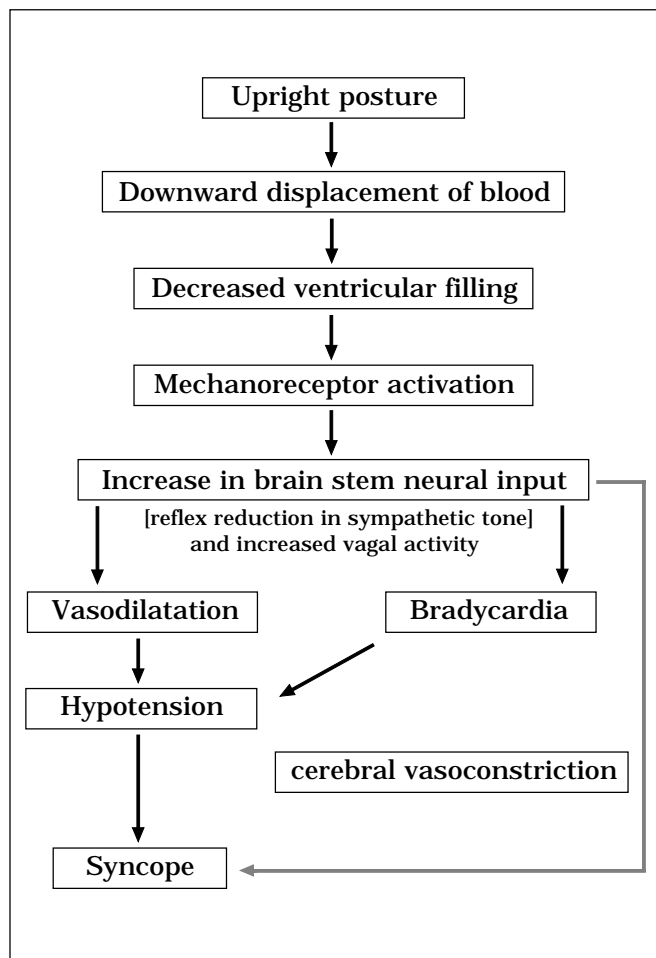 Upright posture
Downward displacement of blood
Decreased ventricular filling
Mechanoreceptor activation
Increase in brain stem neural input
[reflex reduction in sympathetic tone]
and increased vagal activity
Vasodilatation
Bradycardia
Hypotension
cerebral vasoconstriction
Syncope